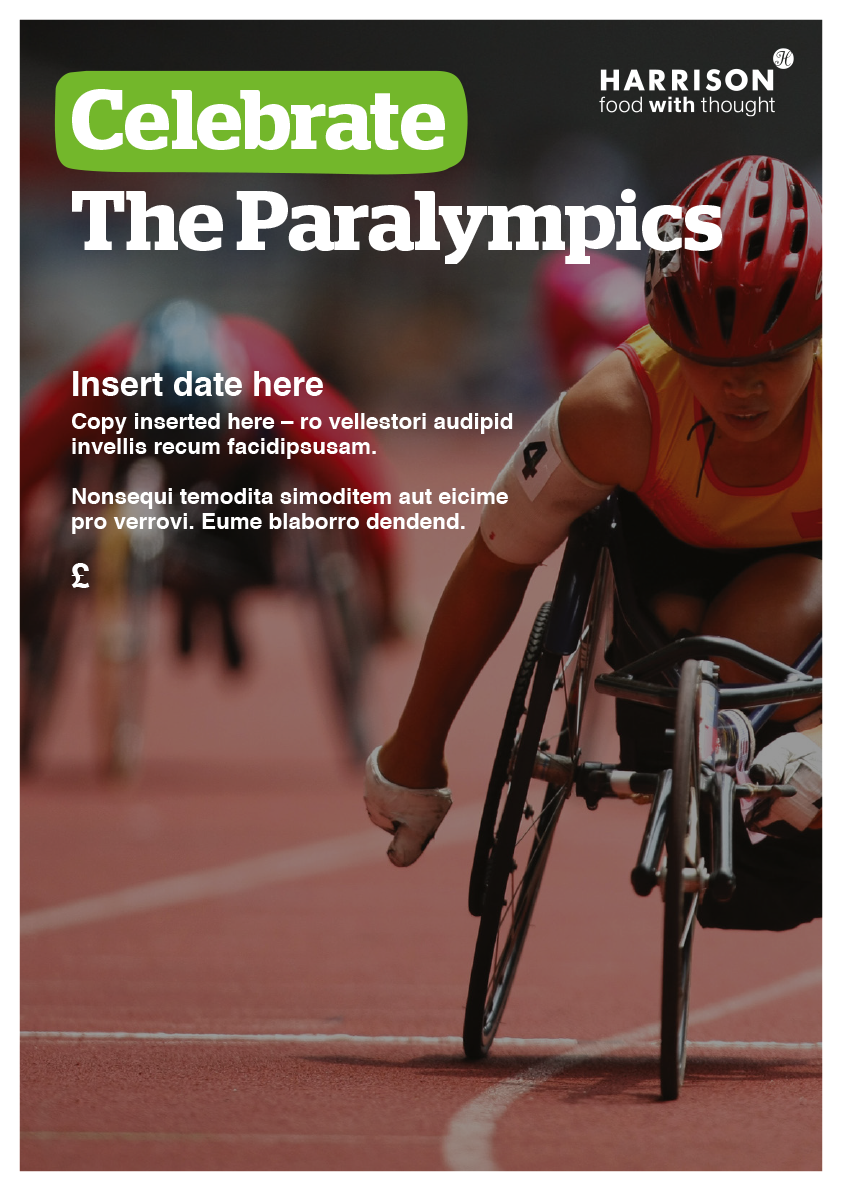 HARRISON
food with thought
Celebrate
The Paralympics
Insert date here
Copy inserted here – ro vellestori audipid
invellis recum facidipsusam.
Nonsequi temodita simoditem aut eicime
pro verrovi. Eume blaborro dendend.
£
4